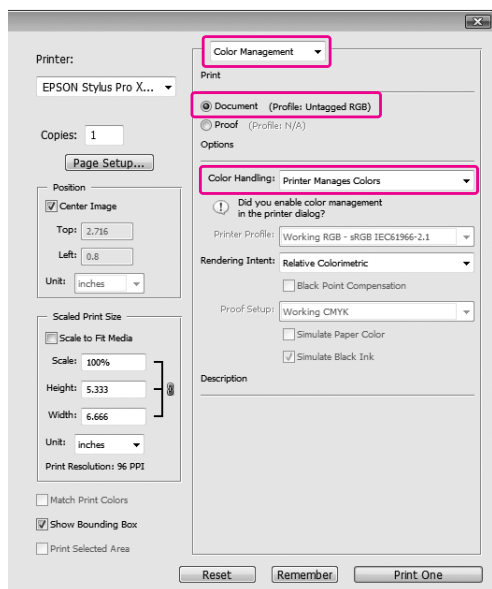 Printer:
EPSON Stylus Pro X...
Copies: 1
Page Setup...
Position
Center Image
Top: 2.716
Left: 0.8
Unit: inches
Scaled Print Size
Scale to Fit Media
Scale: 100%
Height: 5.333
Width: 6.666
Unit: inches
Print Resolution: 96 PPI
Match Print Colors
Show Bounding Box
Print Selected Area
Color Management
Print
Document (Profile: Untagged RGB)
Proof (Profile: N/A)
Options
Color Handling: Printer Manages Colors
Did you enable color management
in the printer dialog?
Printer Profile: Working RGB - sRGB IEC61966-2.1
Rendering Intent: Relative Colorimetric
Black Point Compensation
Proof Setup: Working CMYK
Simulate Paper Color
Simulate Black Ink
Description
Reset Remember Print One